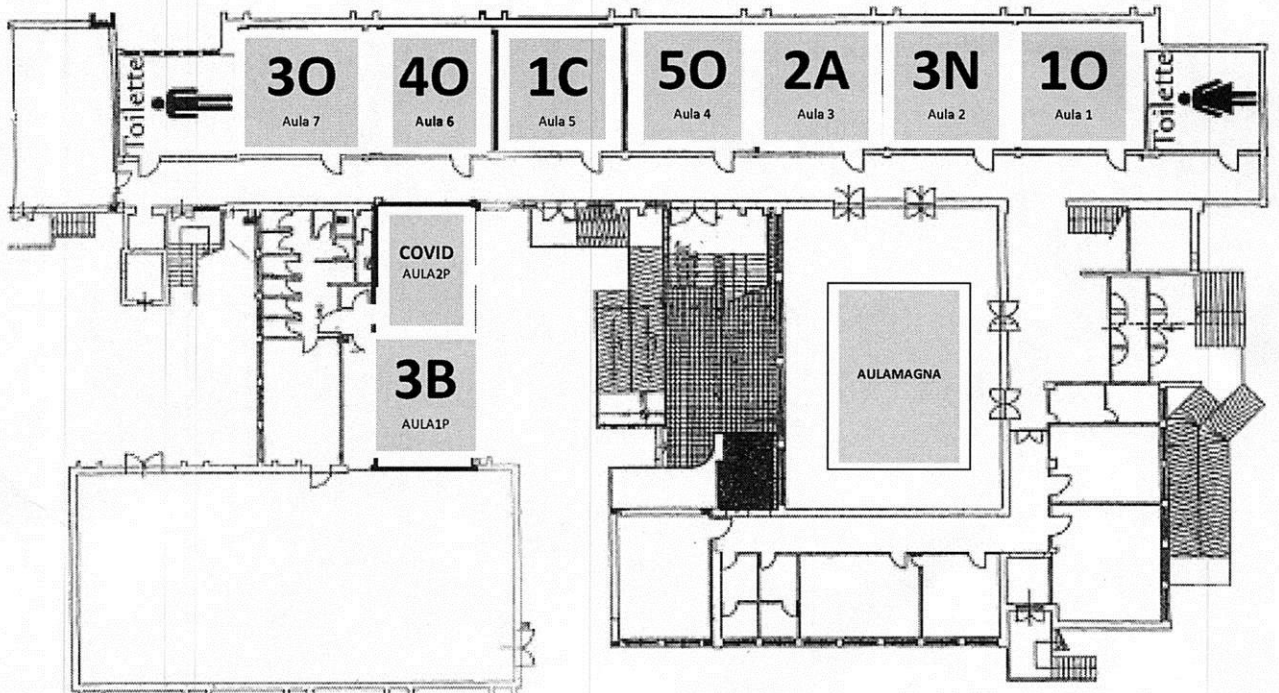 Toilette
3O
Aula 7
4O
Aula 6
1C
Aula 5
5O
Aula 4
2A
Aula 3
3N
Aula 2
1O
Aula 1
Toilette
COVID
AULA2P
3B
AULA1P
AULAMAGNA